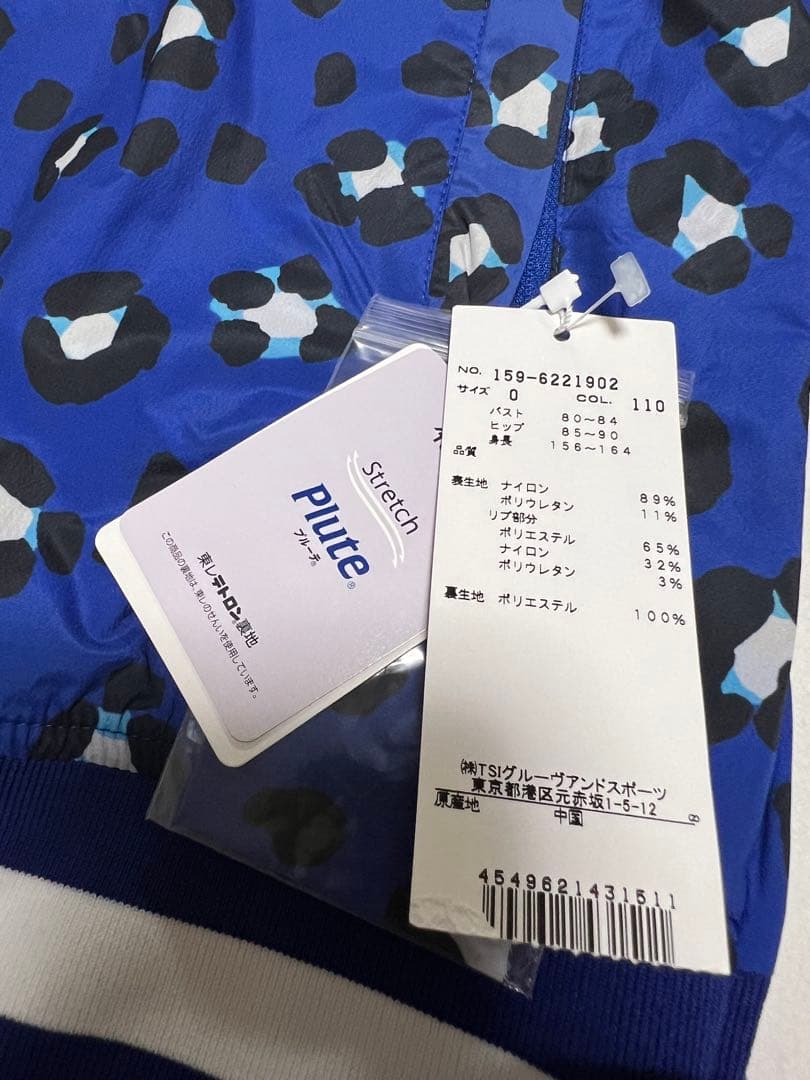 Stretch
Plute®
プルーテ®
東レテトロン®裏地
この商品の裏地は、東レのせんいを使用しています。
NO. 159-6221902
サイズ 0 COL. 110
バスト 80～84
ヒップ 85～90
身長 156～164
品質
表生地 ナイロン 89%
ポリウレタン 11%
リブ部分
ポリエステル 65%
ナイロン 32%
ポリウレタン 3%
裏生地 ポリエステル 100%
㈱TSIグルーヴアンドスポーツ
東京都港区元赤坂1-5-12
原産地 中国
4549621431511